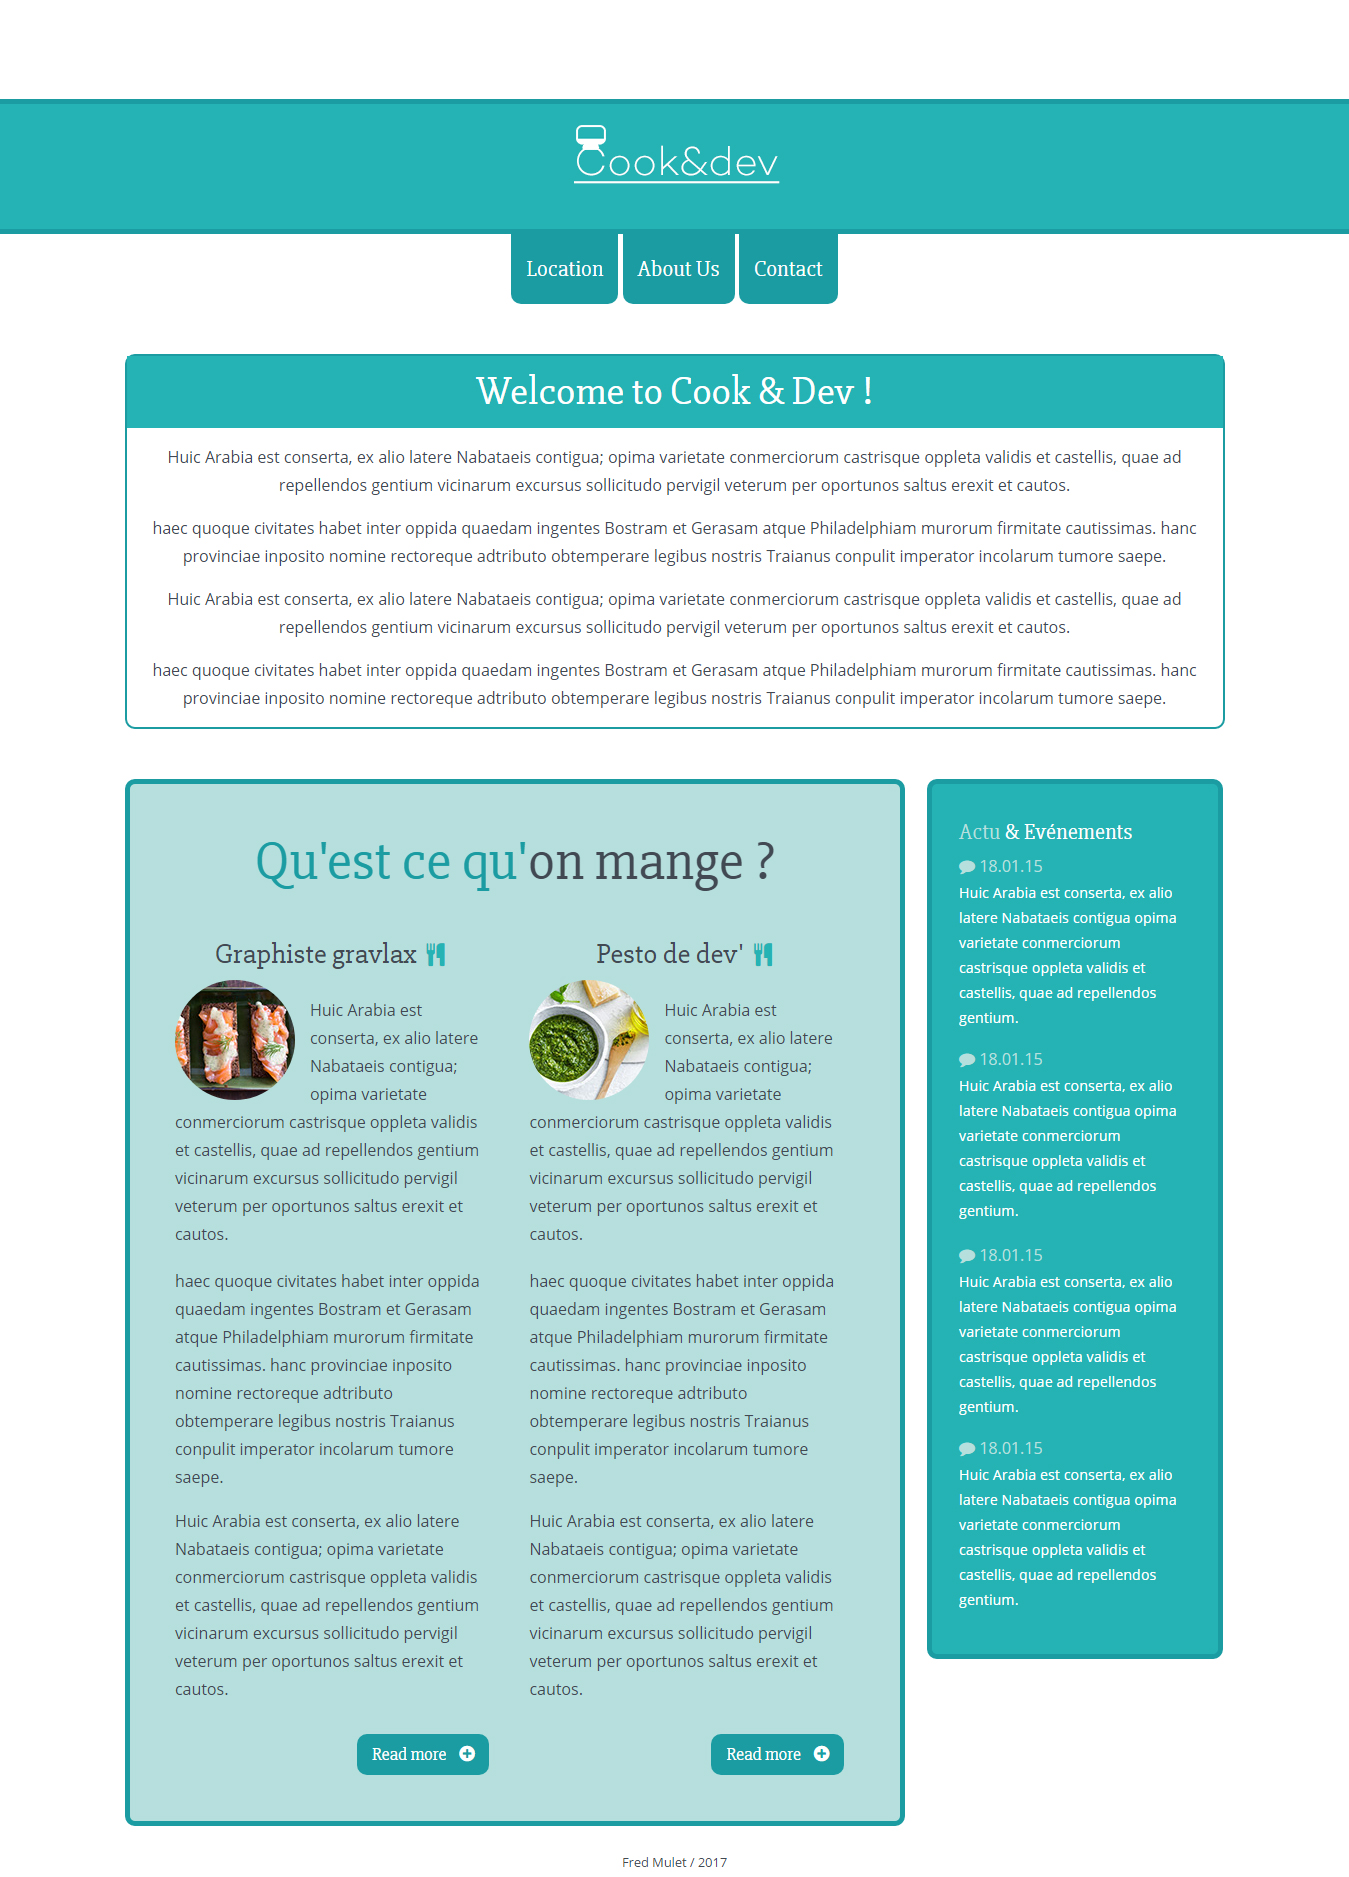 Cook&dev
Location
About Us
Contact
Welcome to Cook & Dev !
Huic Arabia est conserta, ex alio latere Nabataeis contigua; opima varietate conmerciorum castrisque oppleta validis et castellis, quae ad
repellendos gentium vicinarum excursus sollicitudo pervigil veterum per oportunos saltus erexit et cautos.
haec quoque civitates habet inter oppida quaedam ingentes Bostram et Gerasam atque Philadelphiam murorum firmitate cautissimas. hanc
provinciae inposito nomine rectoreque adtributo obtemperare legibus nostris Traianus conpulit imperator incolarum tumore saepe.
Huic Arabia est conserta, ex alio latere Nabataeis contigua; opima varietate conmerciorum castrisque oppleta validis et castellis, quae ad
repellendos gentium vicinarum excursus sollicitudo pervigil veterum per oportunos saltus erexit et cautos.
haec quoque civitates habet inter oppida quaedam ingentes Bostram et Gerasam atque Philadelphiam murorum firmitate cautissimas. hanc
provinciae inposito nomine rectoreque adtributo obtemperare legibus nostris Traianus conpulit imperator incolarum tumore saepe.
Qu'est ce qu'on mange ?
Graphiste gravlax
Huic Arabia est
conserta, ex alio latere
Nabataeis contigua;
opima varietate
conmerciorum castrisque oppleta validis
et castellis, quae ad repellendos gentium
vicinarum excursus sollicitudo pervigil
veterum per oportunos saltus erexit et
cautos.
haec quoque civitates habet inter oppida
quaedam ingentes Bostram et Gerasam
atque Philadelphiam murorum firmitate
cautissimas. hanc provinciae inposito
nomine rectoreque adtributo
obtemperare legibus nostris Traianus
conpulit imperator incolarum tumore
saepe.
Huic Arabia est conserta, ex alio latere
Nabataeis contigua; opima varietate
conmerciorum castrisque oppleta validis
et castellis, quae ad repellendos gentium
vicinarum excursus sollicitudo pervigil
veterum per oportunos saltus erexit et
cautos.
Read more
Pesto de dev'
Huic Arabia est
conserta, ex alio latere
Nabataeis contigua;
opima varietate
conmerciorum castrisque oppleta validis
et castellis, quae ad repellendos gentium
vicinarum excursus sollicitudo pervigil
veterum per oportunos saltus erexit et
cautos.
haec quoque civitates habet inter oppida
quaedam ingentes Bostram et Gerasam
atque Philadelphiam murorum firmitate
cautissimas. hanc provinciae inposito
nomine rectoreque adtributo
obtemperare legibus nostris Traianus
conpulit imperator incolarum tumore
saepe.
Huic Arabia est conserta, ex alio latere
Nabataeis contigua; opima varietate
conmerciorum castrisque oppleta validis
et castellis, quae ad repellendos gentium
vicinarum excursus sollicitudo pervigil
veterum per oportunos saltus erexit et
cautos.
Read more
Actu & Evénements
18.01.15
Huic Arabia est conserta, ex alio
latere Nabataeis contigua opima
varietate conmerciorum
castrisque oppleta validis et
castellis, quae ad repellendos
gentium.
18.01.15
Huic Arabia est conserta, ex alio
latere Nabataeis contigua opima
varietate conmerciorum
castrisque oppleta validis et
castellis, quae ad repellendos
gentium.
18.01.15
Huic Arabia est conserta, ex alio
latere Nabataeis contigua opima
varietate conmerciorum
castrisque oppleta validis et
castellis, quae ad repellendos
gentium.
18.01.15
Huic Arabia est conserta, ex alio
latere Nabataeis contigua opima
varietate conmerciorum
castrisque oppleta validis et
castellis, quae ad repellendos
gentium.
Fred Mulet / 2017